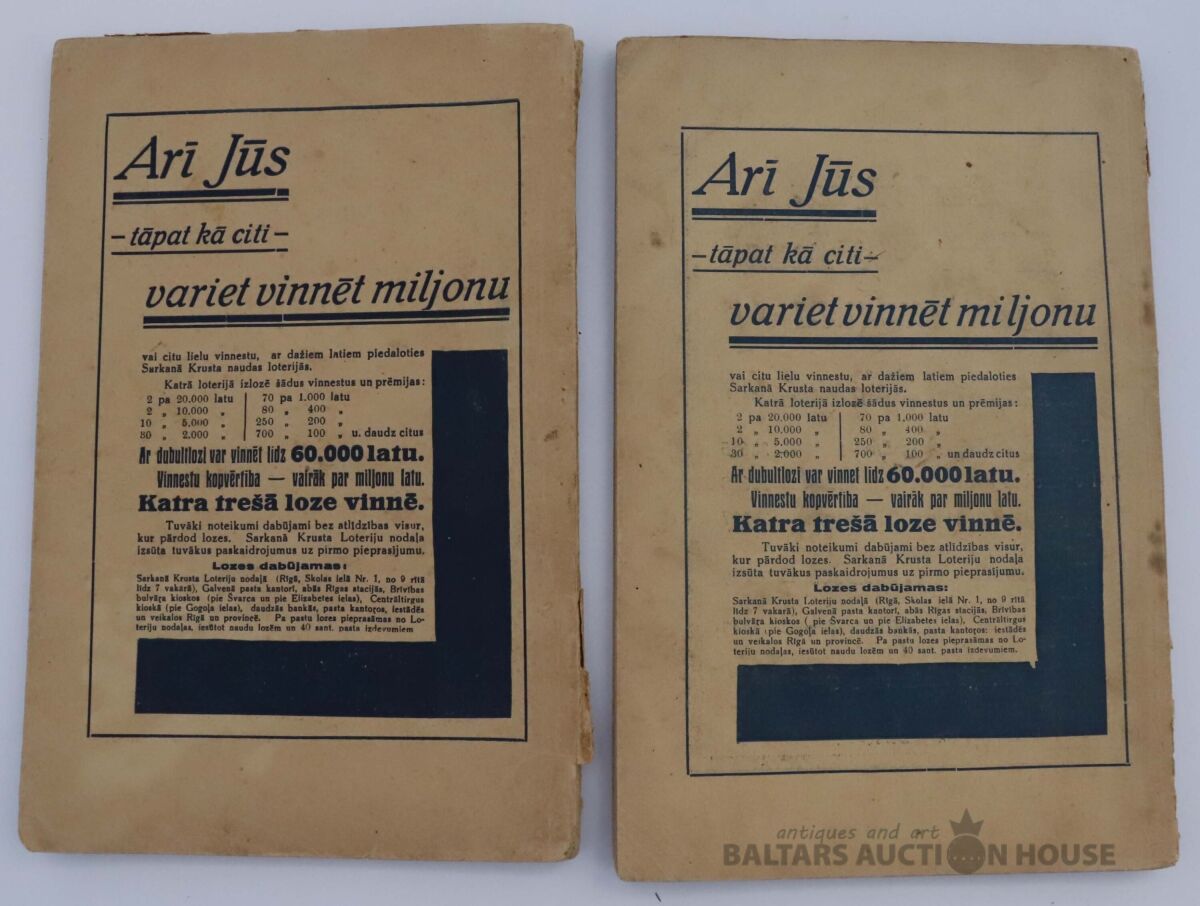 Arī Jūs
– tāpat kā citi –
variet vinnēt miljonu
vai citu lielu vinnestu, ar dažiem latiem piedaloties
Sarkanā Krusta naudas loterijās.
Katrā loterijā izlozē šādus vinnestus un prēmijas:
2 pa 20.000 latu 70 pa 1.000 latu
2 „ 10.000 „ 80 „ 400 „
10 „ 5.000 „ 250 „ 200 „
30 „ 2.000 „ 700 „ 100 „ u. daudz citus
Ar dubultlozi var vinnēt līdz 60.000 latu.
Vinnestu kopvērtība — vairāk par miljonu latu.
Katra trešā loze vinnē.
Tuvāki noteikumi dabūjami bez atlīdzības visur,
kur pārdod lozes. Sarkanā Krusta Loteriju nodaļa
izsūta tuvākus paskaidrojumus uz pirmo pieprasījumu.
Lozes dabūjamas:
Sarkanā Krusta Loteriju nodaļā (Rīgā, Skolas ielā Nr. 1, no 9 rītā
līdz 7 vakarā), Galvenā pasta kantorī, abās Rīgas stacijās, Brīvības
bulvāra kioskos (pie Švarca un pie Elizabetes ielas), Centrāltirgus
kioskā (pie Gogoļa ielas), daudzās bankās, pasta kantoros, iestādēs
un veikalos Rīgā un provincē. Pa pastu lozes pieprasāmas no Lo-
teriju nodaļas, iesūtot naudu lozēm un 40 sant. pasta izdevumiem
Arī Jūs
– tāpat kā citi –
variet vinnēt miljonu
vai citu lielu vinnestu, ar dažiem latiem piedaloties
Sarkanā Krusta naudas loterijās.
Katrā loterijā izlozē šādus vinnestus un prēmijas:
2 pa 20.000 latu 70 pa 1.000 latu
2 „ 10.000 „ 80 „ 400 „
10 „ 5.000 „ 250 „ 200 „
30 „ 2.000 „ 700 „ 100 „ un daudz citus
Ar dubultlozi var vinnet līdz 60.000 latu.
Vinnestu kopvērtība — vairāk par miljonu latu.
Katra trešā loze vinnē.
Tuvāki noteikumi dabūjami bez atlīdzības visur,
kur pārdod lozes. Sarkanā Krusta Loteriju nodaļa
izsūta tuvākus paskaidrojumus uz pirmo pieprasījumu.
Lozes dabūjamas:
Sarkanā Krusta Loteriju nodaļā (Rīgā, Skolas ielā Nr. 1, no 9 rītā
līdz 7 vakarā), Galvenā pasta kantorī, abās Rīgas stacijās, Brīvības
bulvāra kioskos (pie Švarca un pie Elizabetes ielas), Centrāltirgus
kioskā (pie Gogoļa ielas), daudzās bankās, pasta kantoros: iestādēs
un veikalos Rīgā un provincē. Pa pastu lozes pieprasāmas no Lo-
teriju nodaļas, iesūtot naudu lozēm un 40 sant. pasta izdevumiem.
antiques and art
BALTARS AUCTION HOUSE